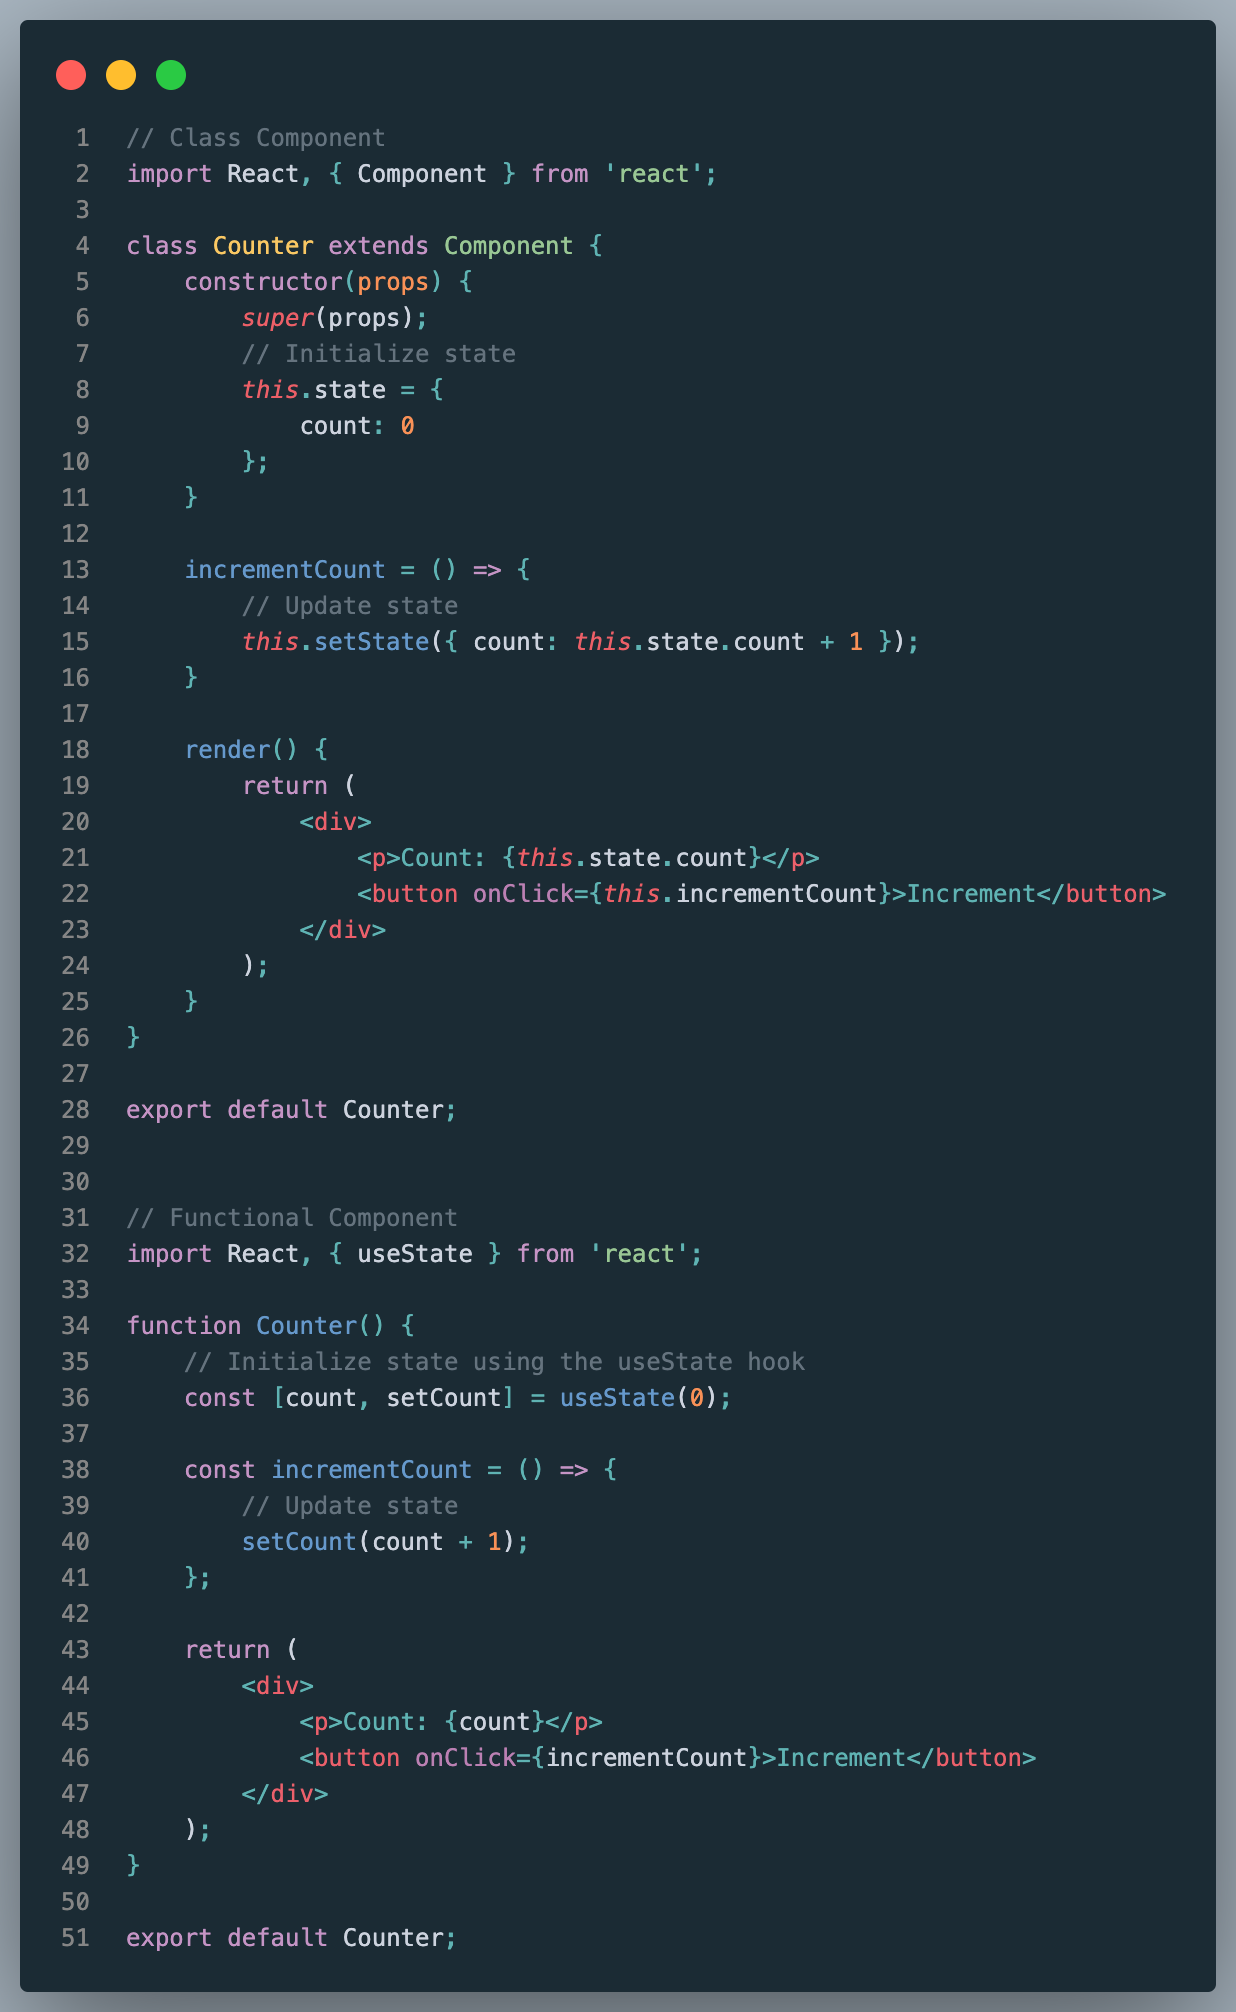 1 // Class Component
2 import React, { Component } from 'react';
3
4 class Counter extends Component {
5     constructor(props) {
6         super(props);
7         // Initialize state
8         this.state = {
9             count: 0
10         };
11     }
12
13     incrementCount = () => {
14         // Update state
15         this.setState({ count: this.state.count + 1 });
16     }
17
18     render() {
19         return (
20             <div>
21                 <p>Count: {this.state.count}</p>
22                 <button onClick={this.incrementCount}>Increment</button>
23             </div>
24         );
25     }
26 }
27
28 export default Counter;
29
30
31 // Functional Component
32 import React, { useState } from 'react';
33
34 function Counter() {
35     // Initialize state using the useState hook
36     const [count, setCount] = useState(0);
37
38     const incrementCount = () => {
39         // Update state
40         setCount(count + 1);
41     };
42
43     return (
44         <div>
45             <p>Count: {count}</p>
46             <button onClick={incrementCount}>Increment</button>
47         </div>
48     );
49 }
50
51 export default Counter;